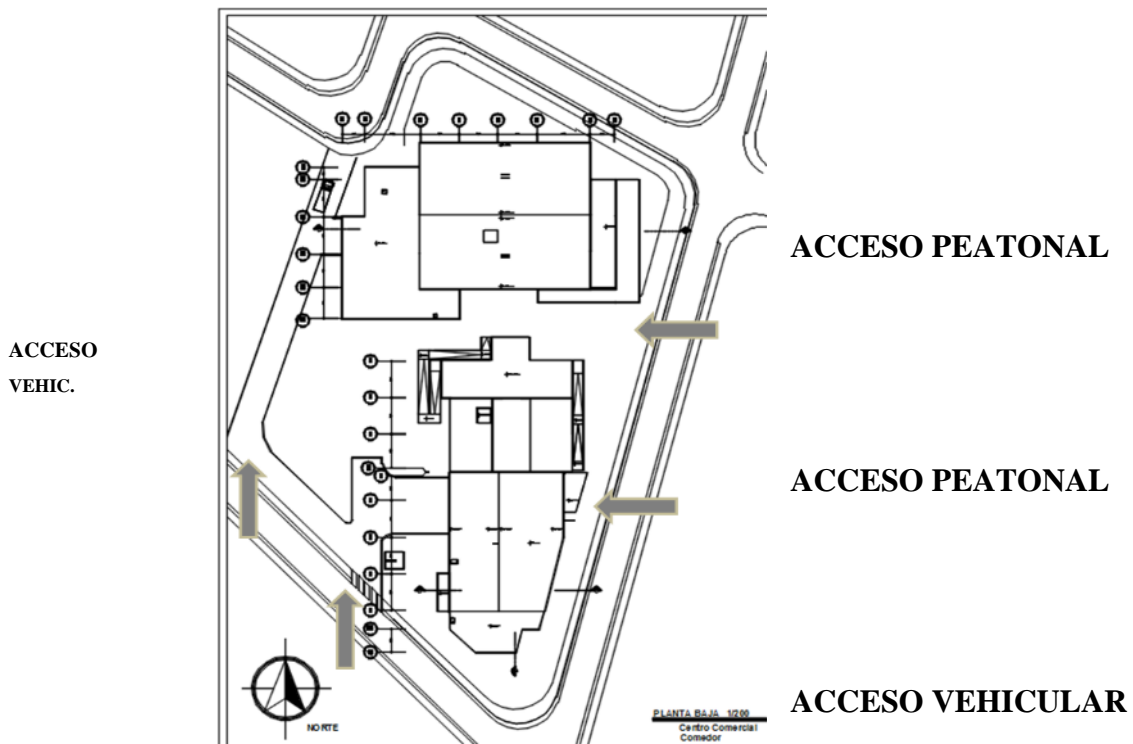 ACCESO PEATONAL
ACCESO
VEHIC.
ACCESO PEATONAL
NORTE
PLANTA BAJA 1/200
Centro Comercial
Comedor
ACCESO VEHICULAR